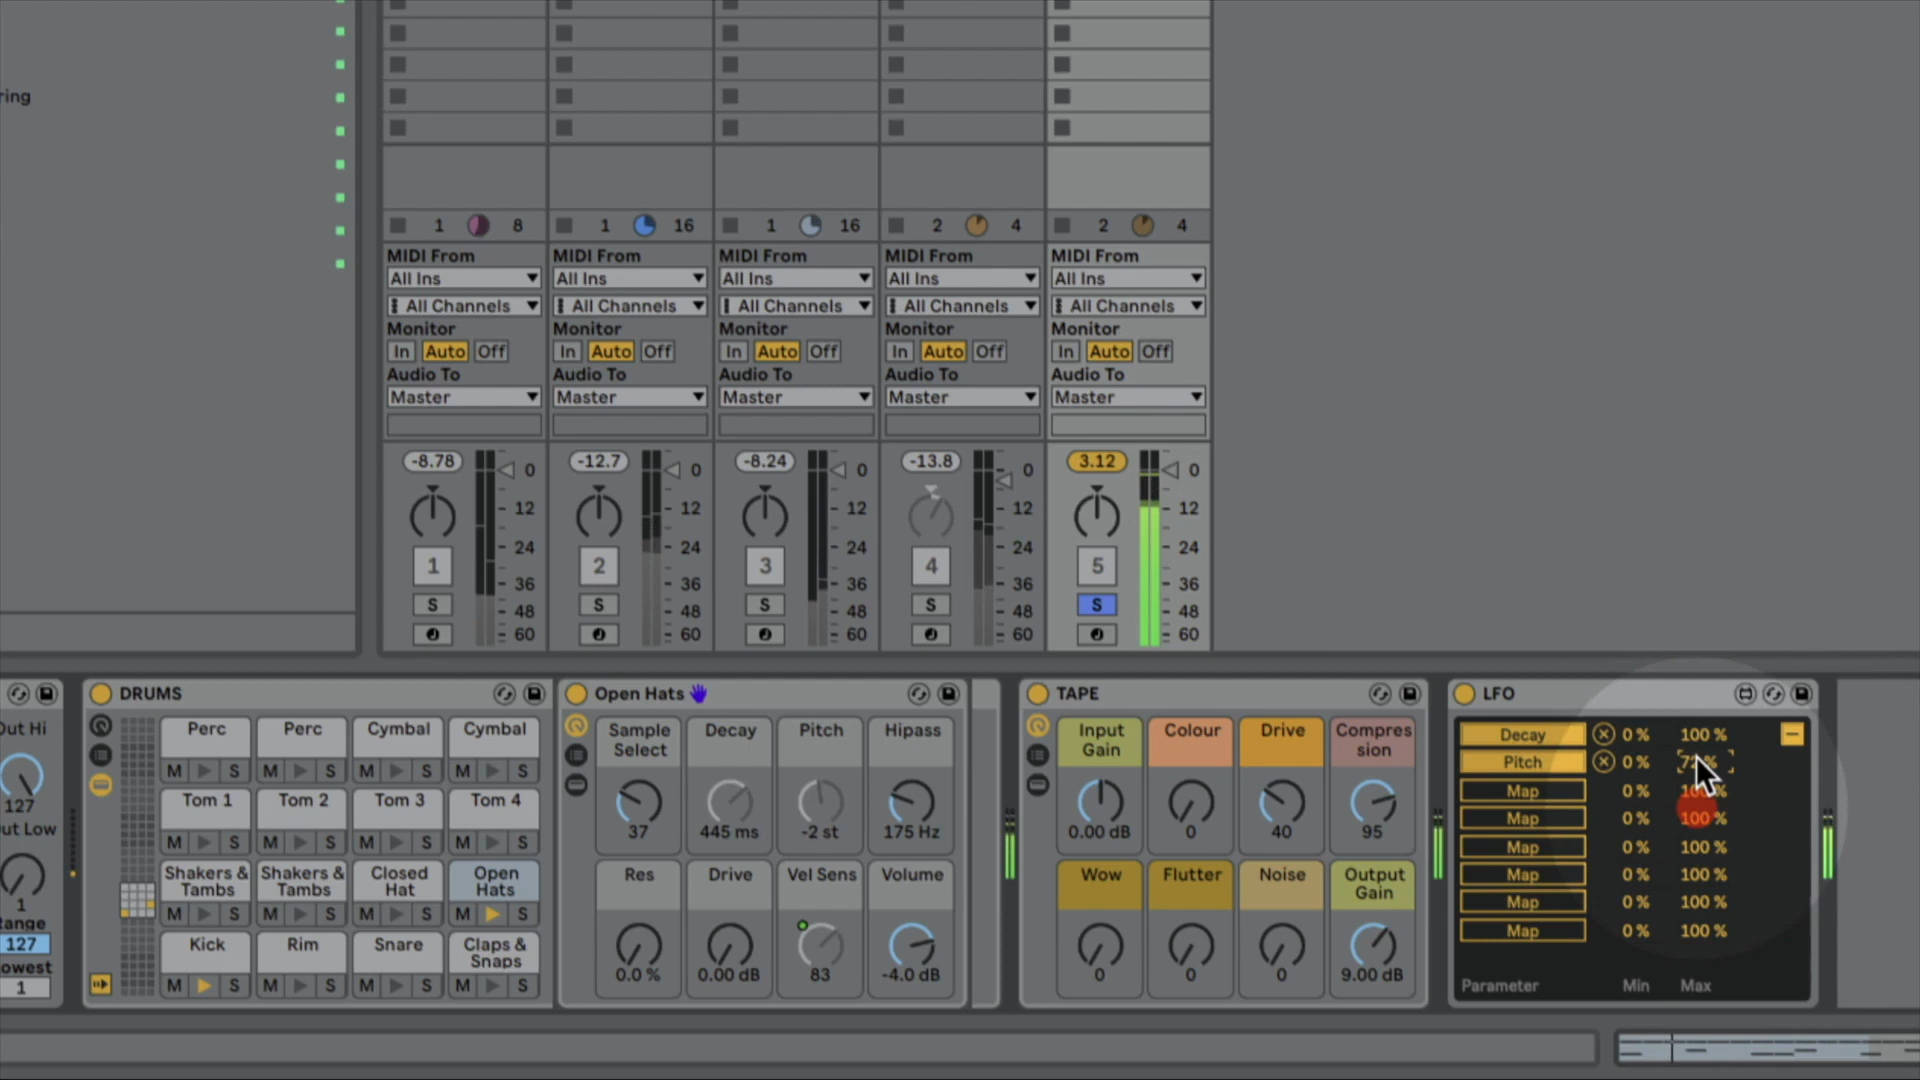 ring
1 8
1 16
1 16
2 4
2 4
MIDI From MIDI From MIDI From MIDI From MIDI From
All Ins All Ins All Ins All Ins All Ins
All Channels All Channels All Channels All Channels All Channels
Monitor Monitor Monitor Monitor Monitor
In Auto Off In Auto Off In Auto Off In Auto Off In Auto Off
Audio To Audio To Audio To Audio To Audio To
Master Master Master Master Master
-8.78 0 -12.7 0 -8.24 0 -13.8 0 3.12 0
12 12 12 12 12
24 24 24 24 24
1 2 3 4 5
36 36 36 36 36
S S S S S
48 48 48 48 48
60 60 60 60 60
Out Hi
127
ut Low
1
Range
127
owest
1
DRUMS
Perc Perc Cymbal Cymbal
M S M S M S M S
Tom 1 Tom 2 Tom 3 Tom 4
M S M S M S M S
Shakers & Shakers & Closed Open
Tambs Tambs Hat Hats
M S M S M S M S
Kick Rim Snare Claps &
Snaps
M S M S M S M S
Open Hats
Sample Decay Pitch Hipass
Select
37 445 ms -2 st 175 Hz
Res Drive Vel Sens Volume
0.0 % 0.00 dB 83 -4.0 dB
TAPE
Input Colour Drive Compres
Gain sion
0.00 dB 0 40 95
Wow Flutter Noise Output
Gain
0 0 0 9.00 dB
LFO
Decay 0 % 100 %
Pitch 0 %
Map 0 %
Map 0 % 100 %
Map 0 % 100 %
Map 0 % 100 %
Map 0 % 100 %
Map 0 % 100 %
Parameter Min Max